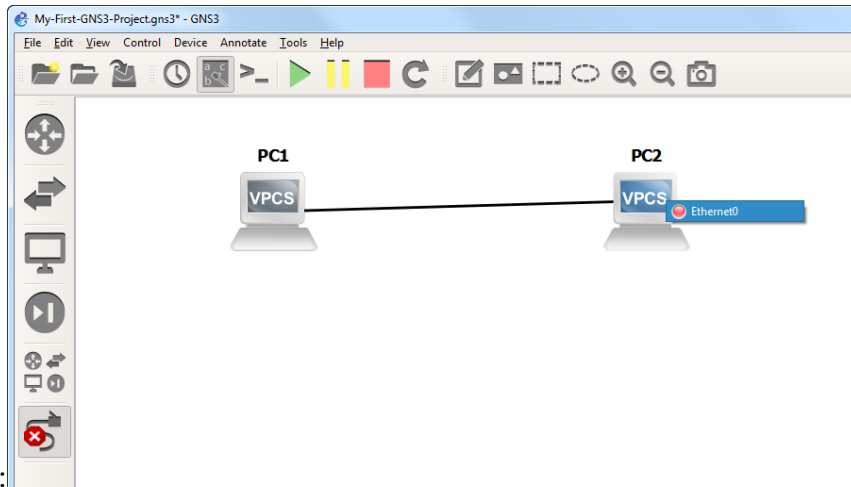 My-First-GNS3-Project.gns3* - GNS3
File Edit View Control Device Annotate Tools Help
PC1
PC2
VPCS
VPCS
Ethernet0
: